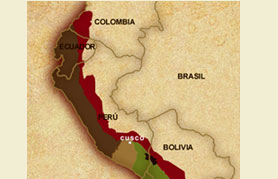 COLOMBIA
ECUADOR
BRASIL
PERÚ
CUSCO
BOLIVIA